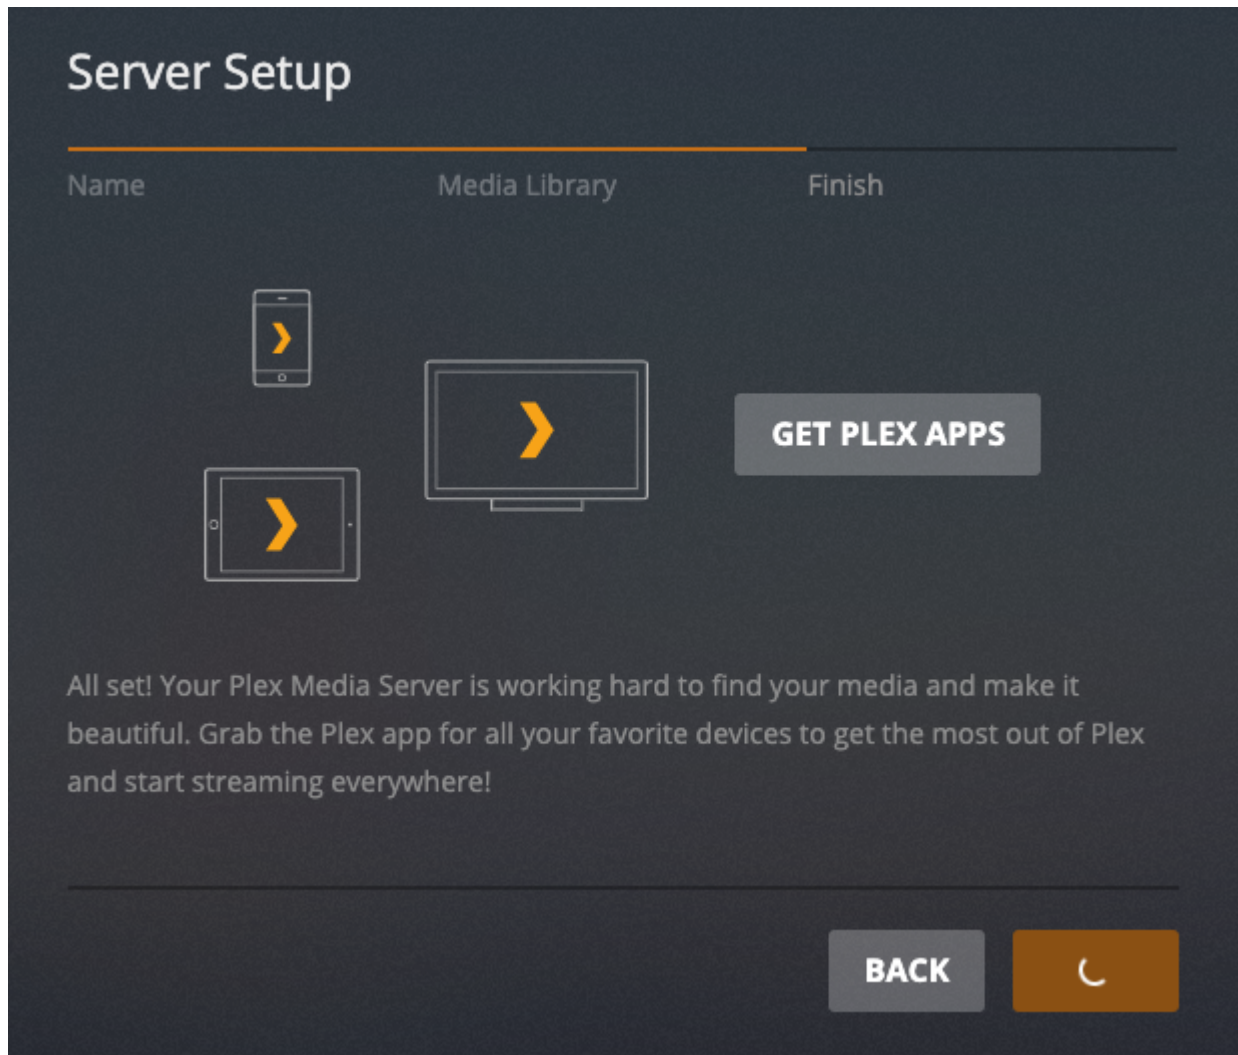 Server Setup
Name
Media Library
Finish
GET PLEX APPS
All set! Your Plex Media Server is working hard to find your media and make it
beautiful. Grab the Plex app for all your favorite devices to get the most out of Plex
and start streaming everywhere!
BACK